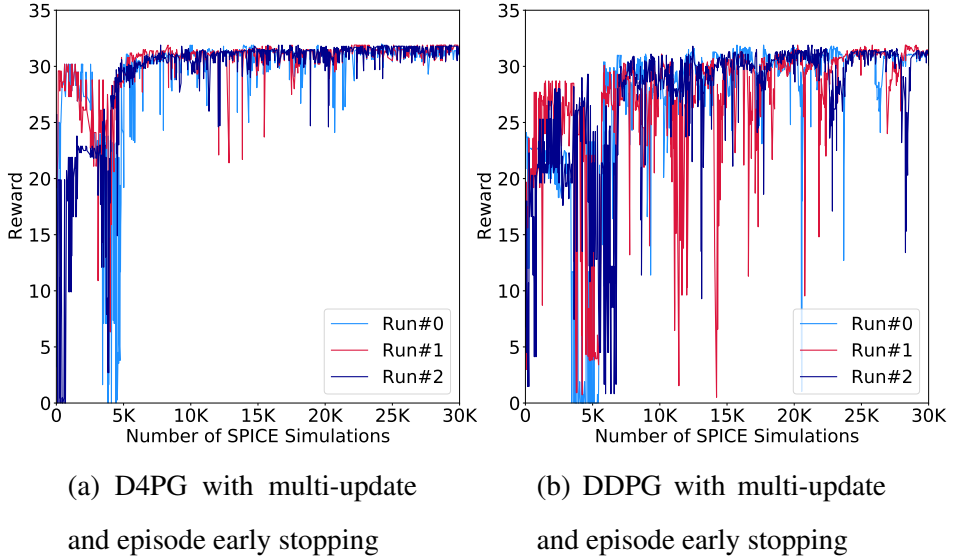 35
30
25
20
15
10
5
0
Reward
Run#0
Run#1
Run#2
0 5K 10K 15K 20K 25K 30K
Number of SPICE Simulations
(a) D4PG with multi-update
and episode early stopping
35
30
25
20
15
10
5
0
Reward
Run#0
Run#1
Run#2
0 5K 10K 15K 20K 25K 30K
Number of SPICE Simulations
(b) DDPG with multi-update
and episode early stopping